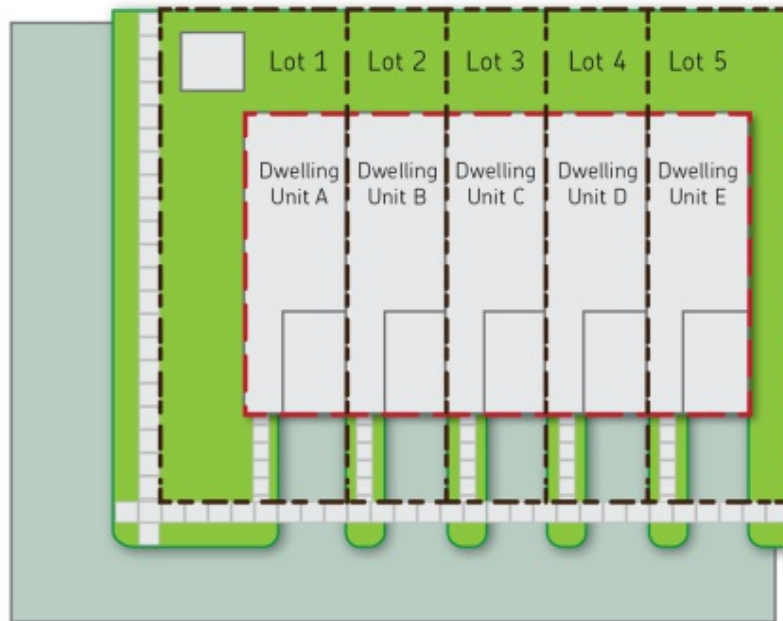 Lot 1
Lot 2
Lot 3
Lot 4
Lot 5
Dwelling
Unit A
Dwelling
Unit B
Dwelling
Unit C
Dwelling
Unit D
Dwelling
Unit E